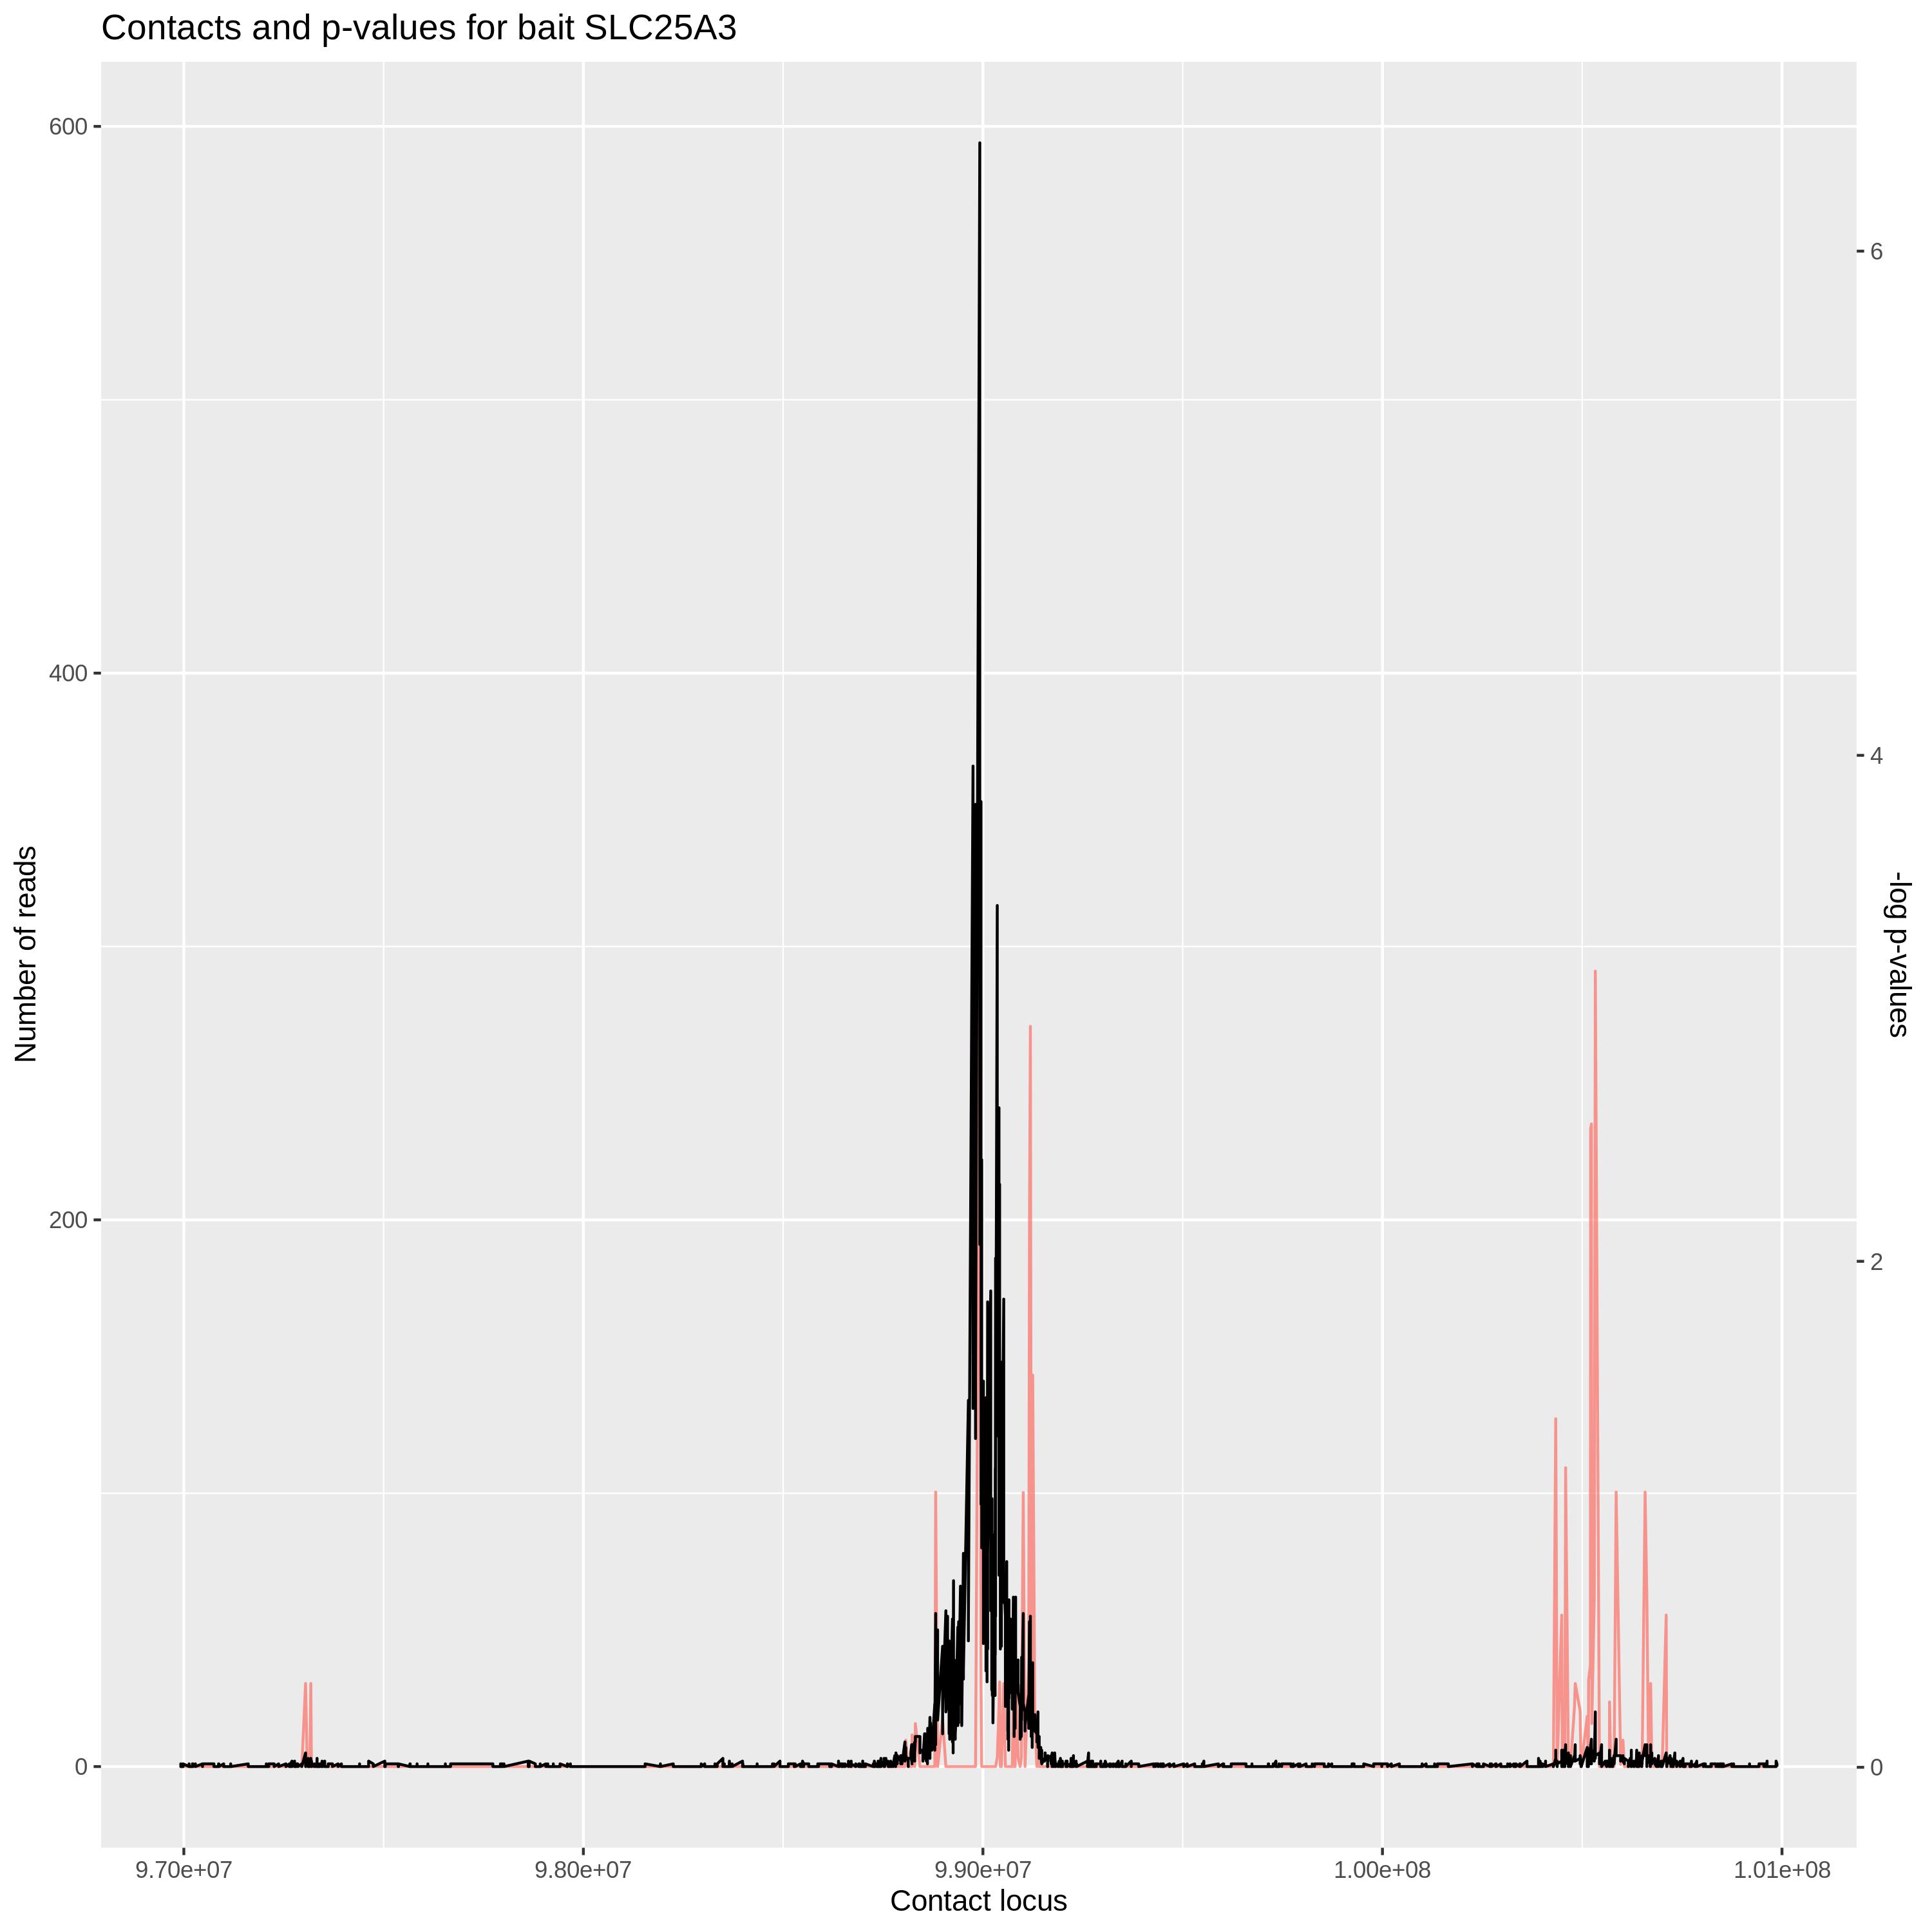 Contacts and p-values for bait SLC25A3
600
400
200
0
Number of reads
6
4
2
0
-log p-values
9.70e+07 9.80e+07 9.90e+07 1.00e+08 1.01e+08
Contact locus